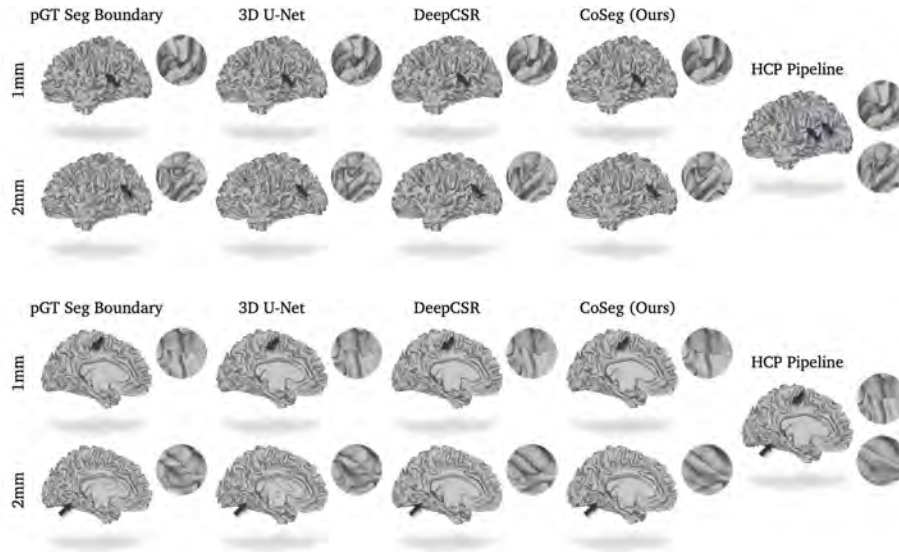 pGT Seg Boundary 3D U-Net DeepCSR CoSeg (Ours)
HCP Pipeline
1mm
2mm
pGT Seg Boundary 3D U-Net DeepCSR CoSeg (Ours)
HCP Pipeline
1mm
2mm